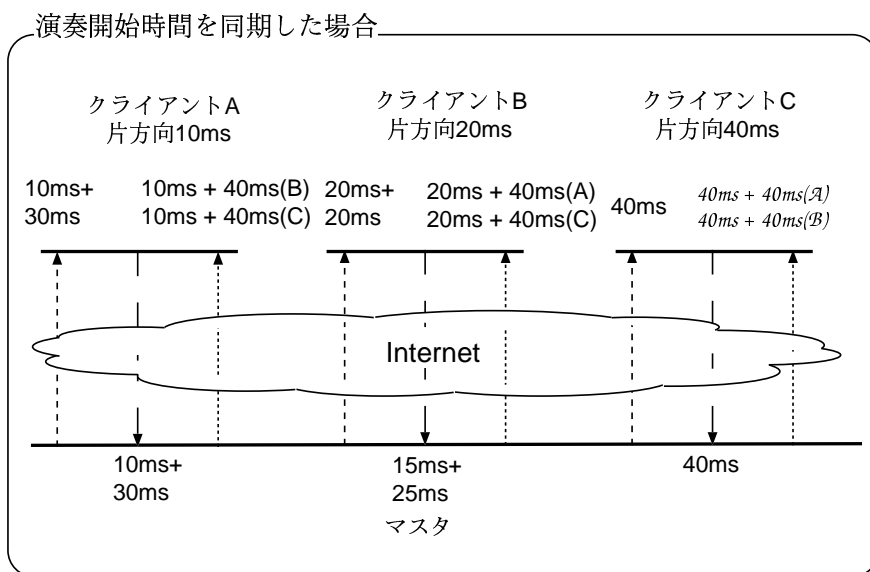 演奏開始時間を同期した場合
クライアントA
片方向10ms
クライアントB
片方向20ms
クライアントC
片方向40ms
10ms+
30ms
10ms + 40ms(B)
10ms + 40ms(C)
20ms+
20ms
20ms + 40ms(A)
20ms + 40ms(C)
40ms
40ms + 40ms(A)
40ms + 40ms(B)
Internet
10ms+
30ms
15ms+
25ms
40ms
マスタ